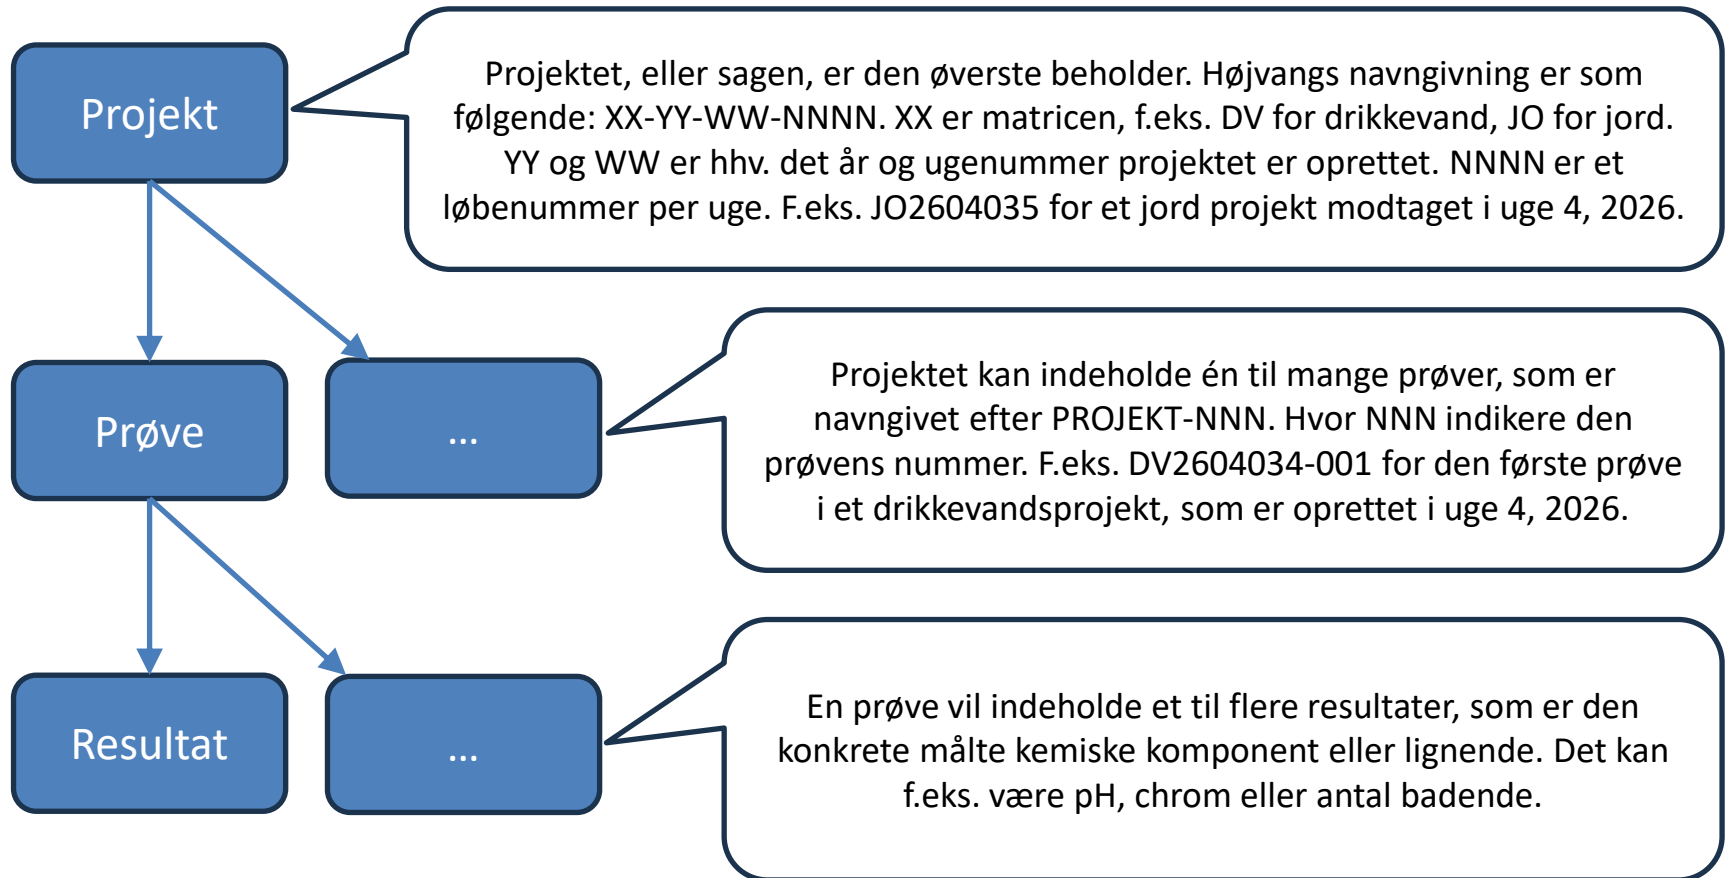 Projekt
Projektet, eller sagen, er den øverste beholder. Højvangs navngivning er som
følgende: XX-YY-WW-NNNN. XX er matricen, f.eks. DV for drikkevand, JO for jord.
YY og WW er hhv. det år og ugenummer projektet er oprettet. NNNN er et
løbenummer per uge. F.eks. JO2604035 for et jord projekt modtaget i uge 4, 2026.
Prøve
...
Projektet kan indeholde én til mange prøver, som er
navngivet efter PROJEKT-NNN. Hvor NNN indikere den
prøvens nummer. F.eks. DV2604034-001 for den første prøve
i et drikkevandsprojekt, som er oprettet i uge 4, 2026.
Resultat
...
En prøve vil indeholde et til flere resultater, som er den
konkrete målte kemiske komponent eller lignende. Det kan
f.eks. være pH, chrom eller antal badende.